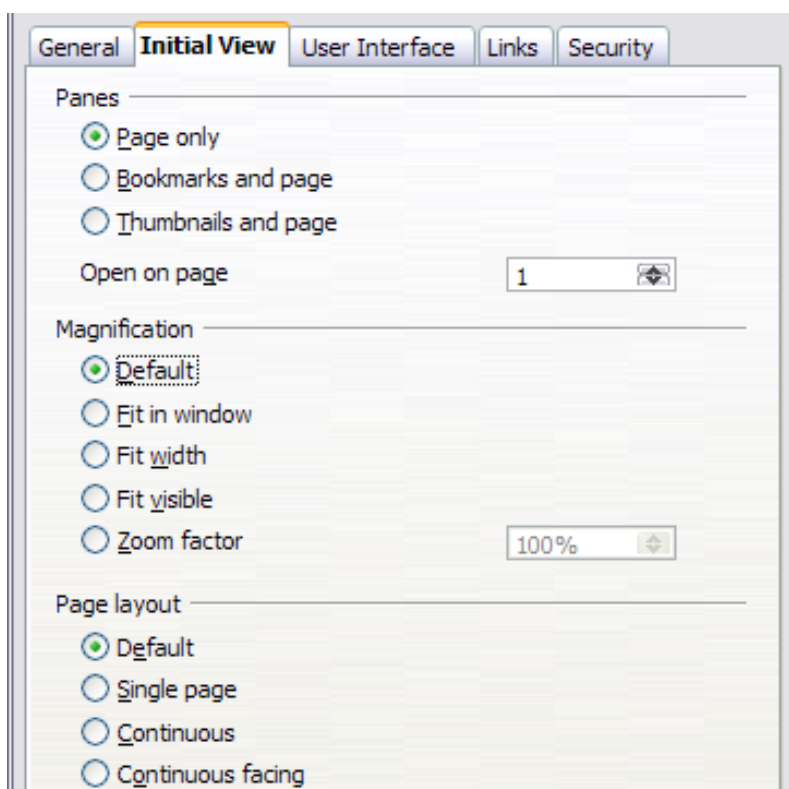 General Initial View User Interface Links Security
Panes
Page only
Bookmarks and page
Thumbnails and page
Open on page 1
Magnification
Default
Fit in window
Fit width
Fit visible
Zoom factor 100%
Page layout
Default
Single page
Continuous
Continuous facing